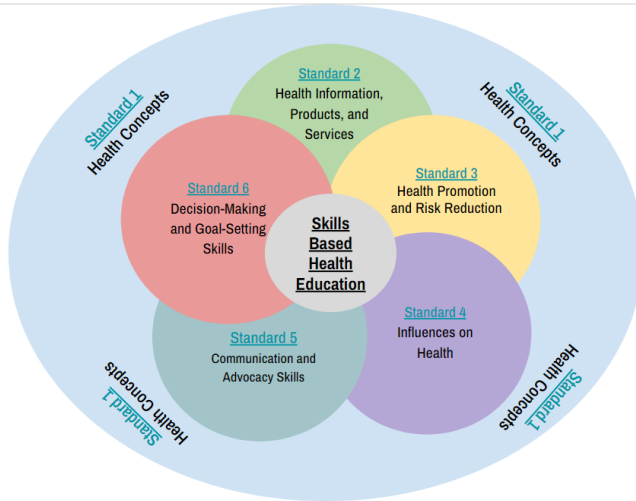 Standard 1
Health Concepts
Standard 2
Health Information,
Products, and
Services
Standard 1
Health Concepts
Standard 6
Decision-Making
and Goal-Setting
Skills
Standard 3
Health Promotion
and Risk Reduction
Skills
Based
Health
Education
Standard 4
Influences on
Health
Standard 5
Communication and
Advocacy Skills
Health Concepts
Standard 1
Health Concepts
Standard 1